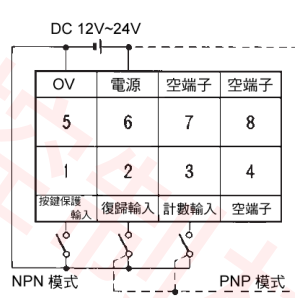 DC 12V~24V
OV 電源 空端子 空端子
5 6 7 8
1 2 3 4
按鍵保護
輸入 復歸輸入 計數輸入 空端子
NPN 模式 PNP 模式